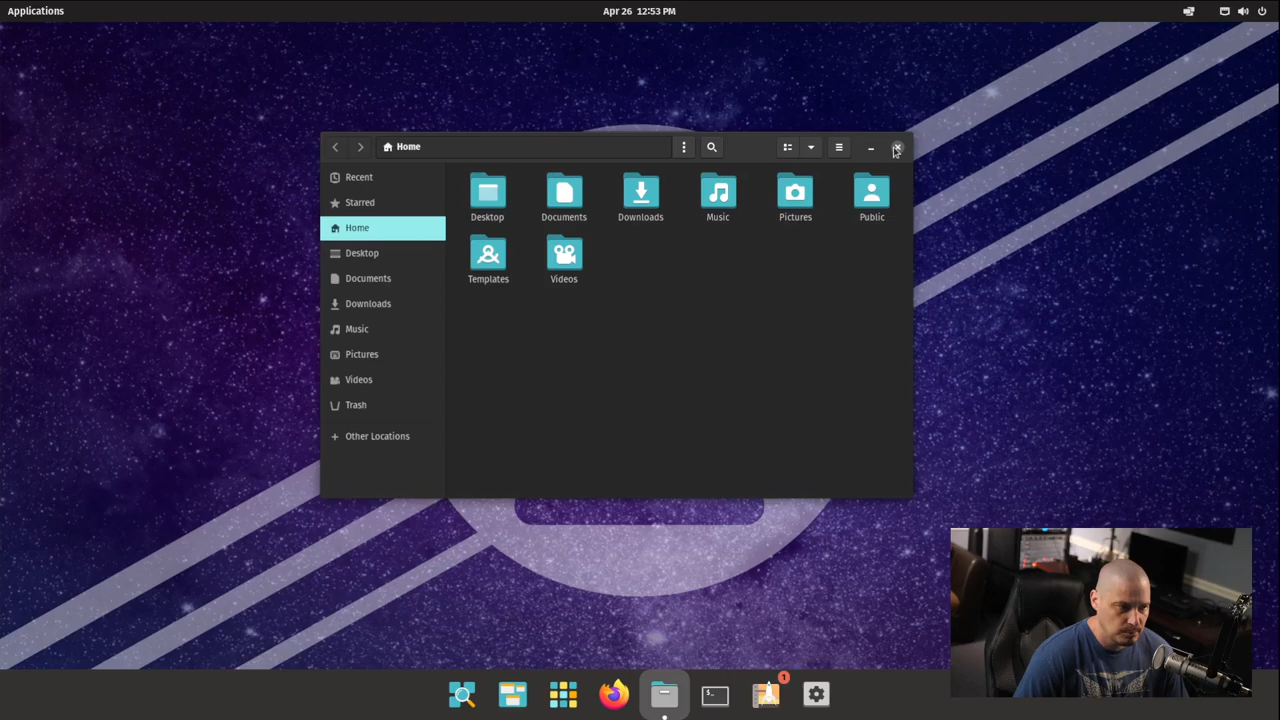 Applications
Apr 26 12:53 PM
Home
Recent
Starred
Home
Desktop
Documents
Downloads
Music
Pictures
Videos
Trash
Other Locations
Desktop
Documents
Downloads
Music
Pictures
Public
Templates
Videos
$_
1